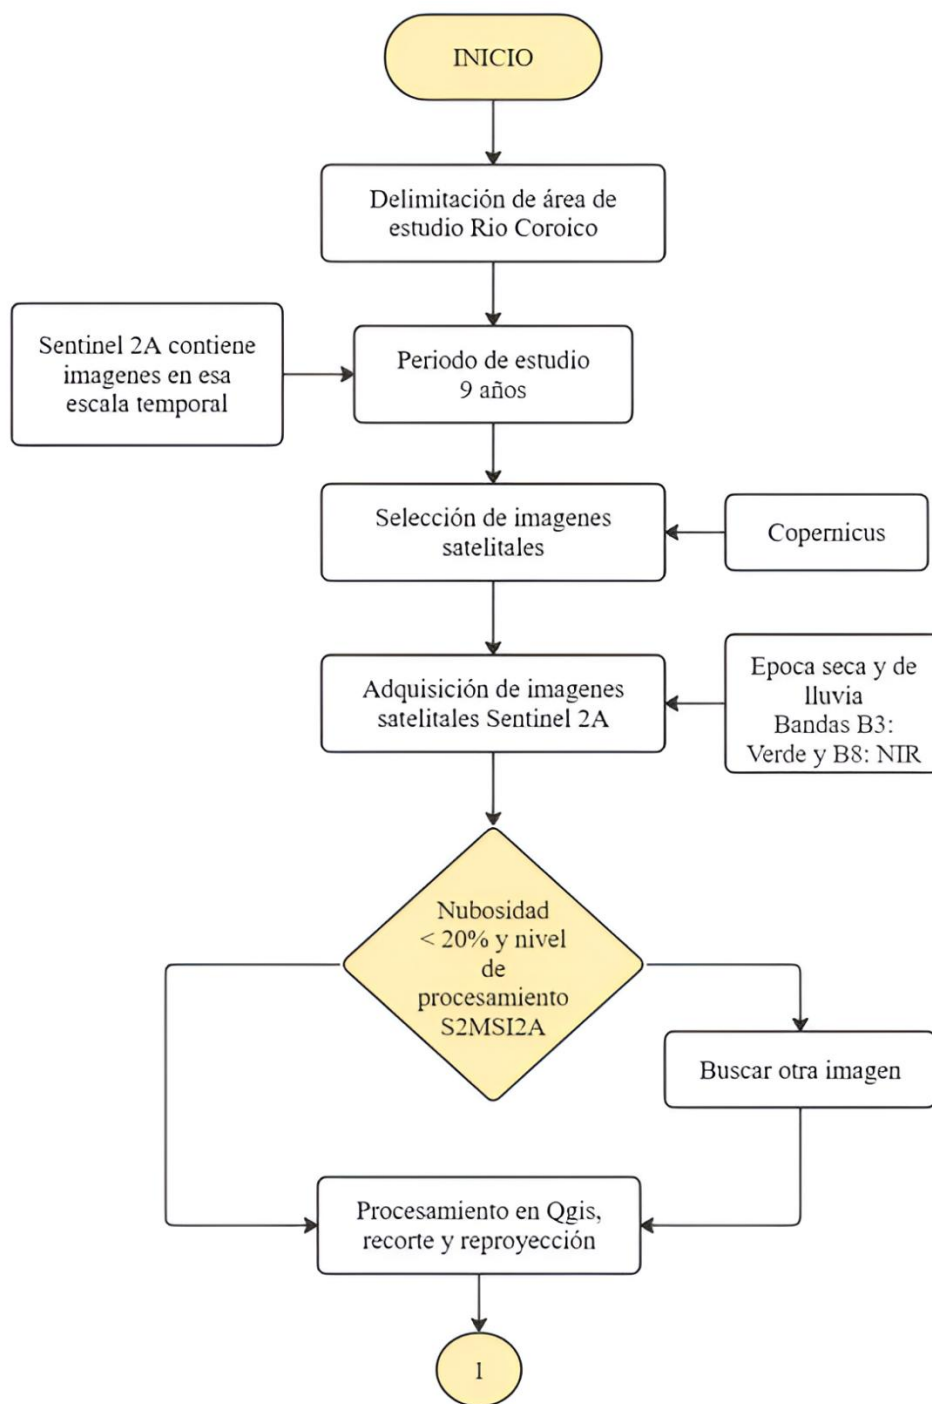 INICIO
Delimitación de área de
estudio Rio Coroico
Sentinel 2A contiene
imagenes en esa
escala temporal
Periodo de estudio
9 años
Selección de imagenes
satelitales
Copernicus
Adquisición de imagenes
satelitales Sentinel 2A
Epoca seca y de
lluvia
Bandas B3:
Verde y B8: NIR
Nubosidad
< 20% y nivel
de
procesamiento
S2MSI2A
Buscar otra imagen
Procesamiento en Qgis,
recorte y reproyección
1